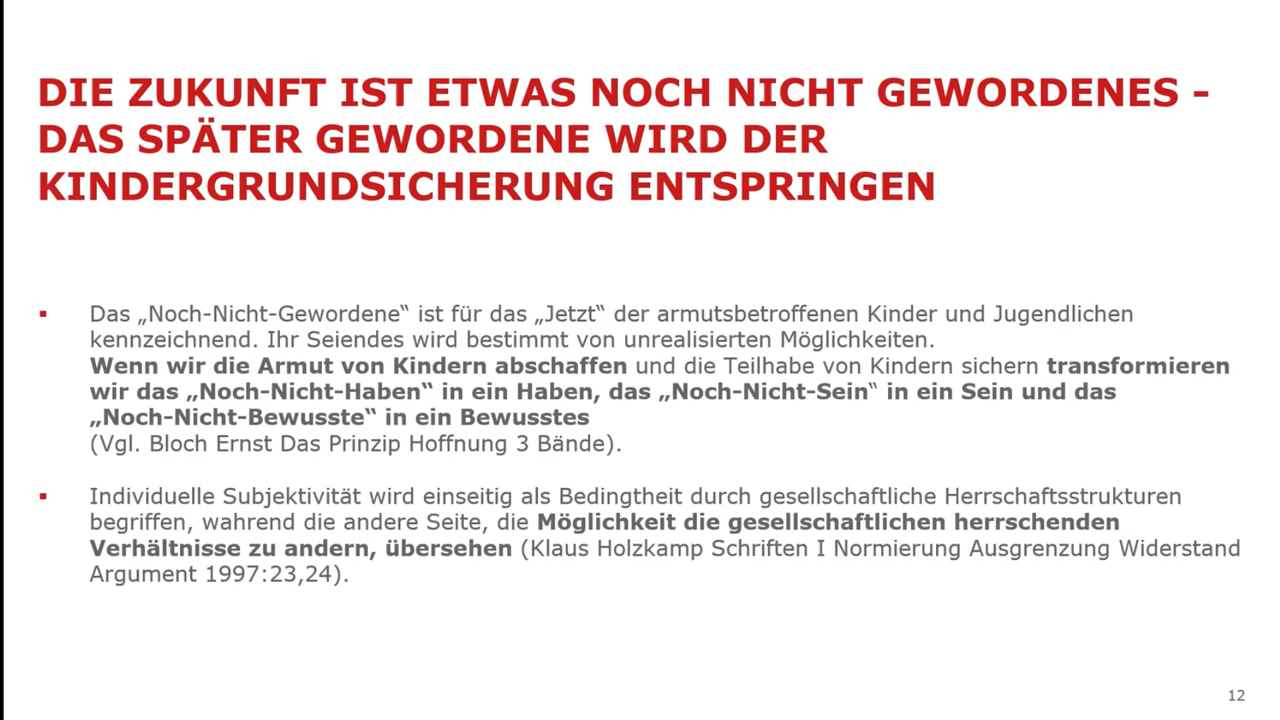 DIE ZUKUNFT IST ETWAS NOCH NICHT GEWORDENES -
DAS SPÄTER GEWORDENE WIRD DER
KINDERGRUNDSICHERUNG ENTSPRINGEN
▪ Das „Noch-Nicht-Gewordene“ ist für das „Jetzt“ der armutsbetroffenen Kinder und Jugendlichen
kennzeichnend. Ihr Seiendes wird bestimmt von unrealisierten Möglichkeiten.
Wenn wir die Armut von Kindern abschaffen und die Teilhabe von Kindern sichern transformieren
wir das „Noch-Nicht-Haben“ in ein Haben, das „Noch-Nicht-Sein“ in ein Sein und das
„Noch-Nicht-Bewusste“ in ein Bewusstes
(Vgl. Bloch Ernst Das Prinzip Hoffnung 3 Bände).
▪ Individuelle Subjektivität wird einseitig als Bedingtheit durch gesellschaftliche Herrschaftsstrukturen
begriffen, wahrend die andere Seite, die Möglichkeit die gesellschaftlichen herrschenden
Verhältnisse zu andern, übersehen (Klaus Holzkamp Schriften I Normierung Ausgrenzung Widerstand
Argument 1997:23,24).
12